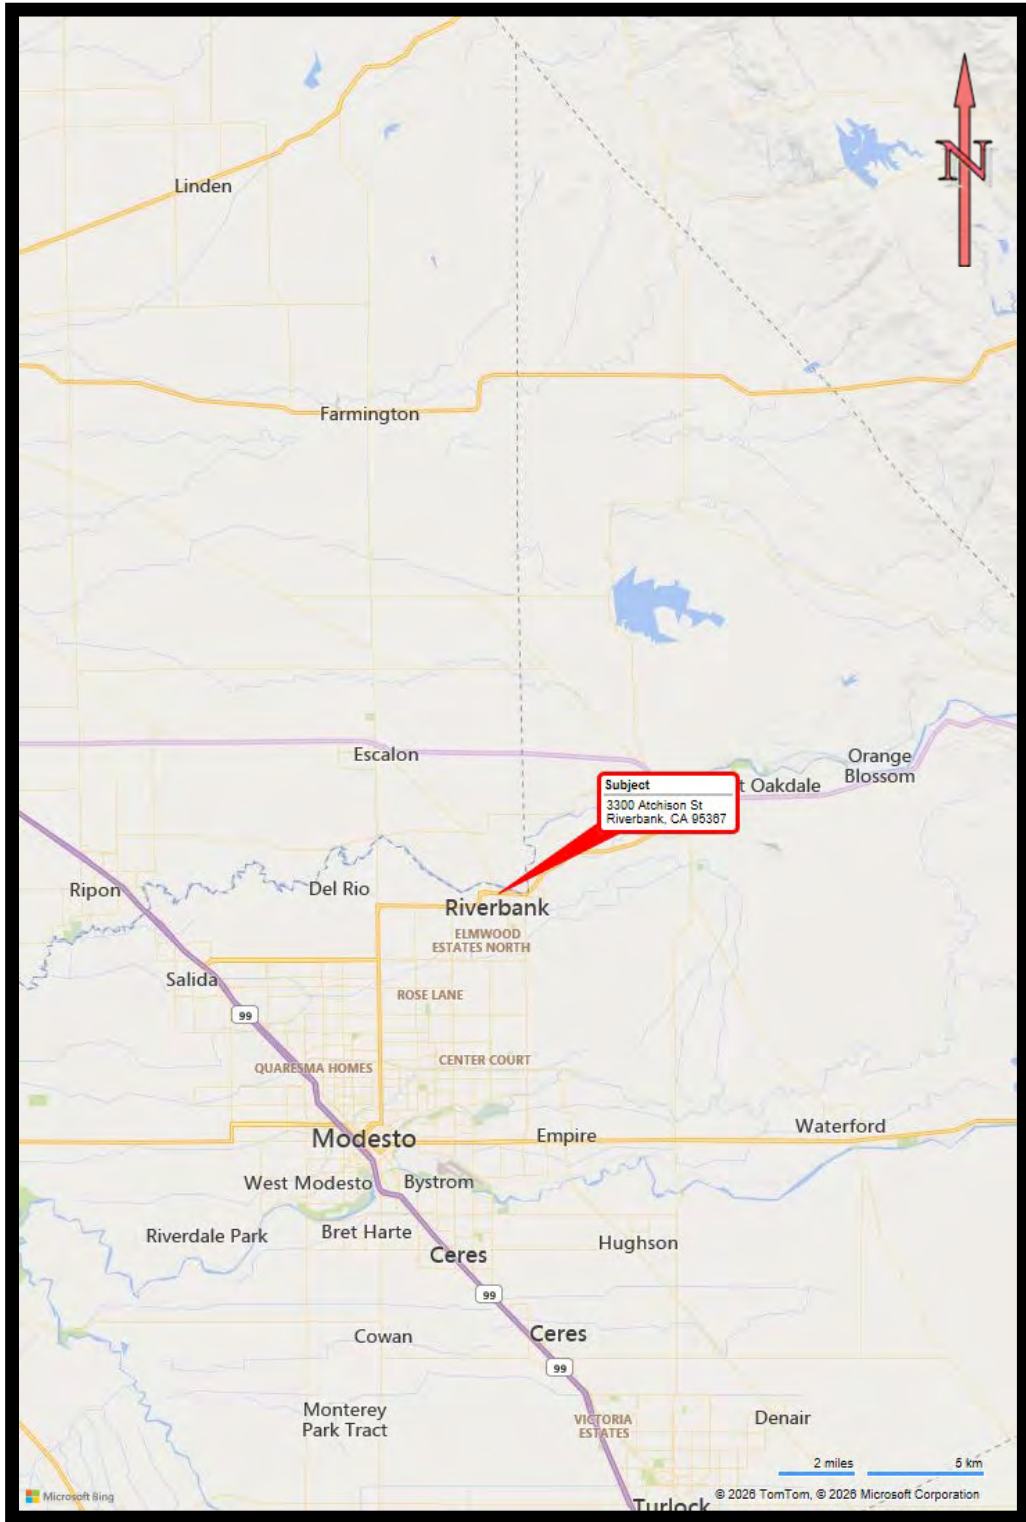 N
Linden
Farmington
Escalon
Orange
Blossom
t Oakdale
Subject
3300 Atchison St
Riverbank, CA 95367
Ripon
Del Rio
Riverbank
ELMWOOD
ESTATES NORTH
Salida
ROSE LANE
99
CENTER COURT
QUARESMA HOMES
Waterford
Modesto
Empire
West Modesto
Bystrom
Riverdale Park
Bret Harte
Hughson
Ceres
99
Ceres
Cowan
99
Monterey
Park Tract
VICTORIA
ESTATES
Denair
2 miles
5 km
Microsoft Bing
© 2026 TomTom, © 2026 Microsoft Corporation
Turlock